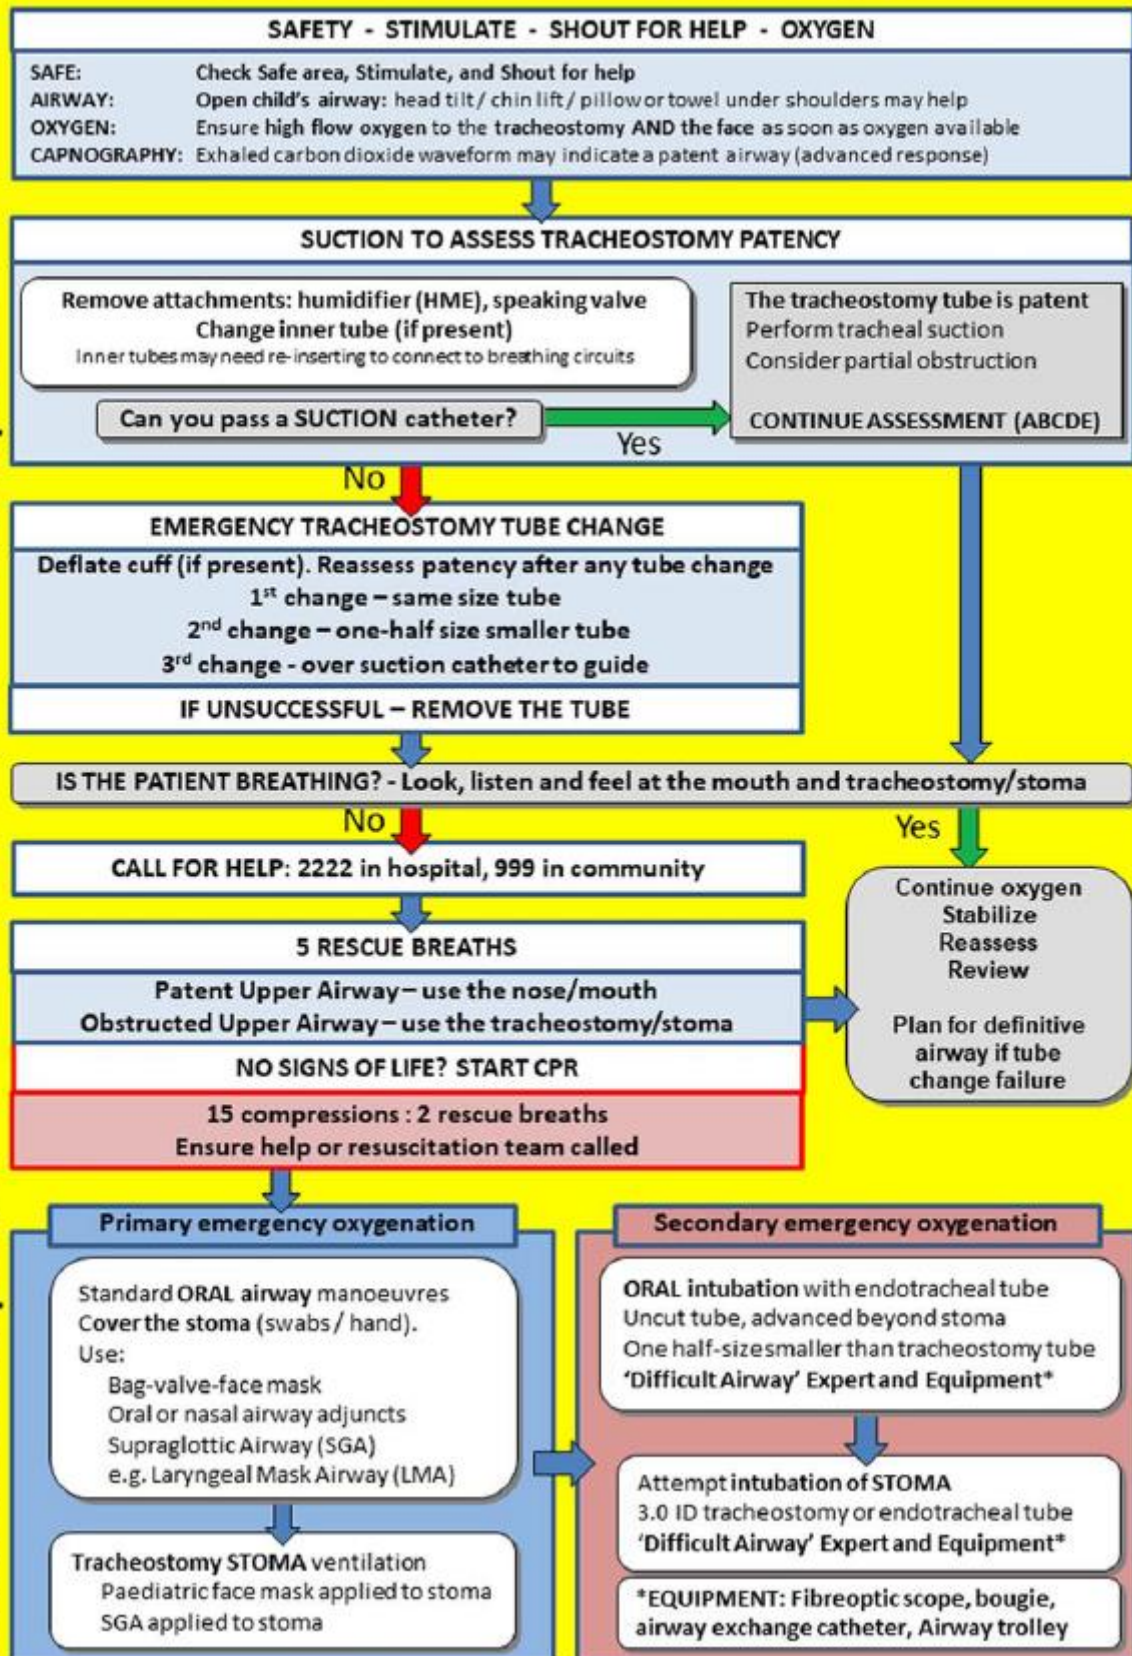 SAFETY - STIMULATE - SHOUT FOR HELP - OXYGEN
SAFE: Check Safe area, Stimulate, and Shout for help
AIRWAY: Open child's airway: head tilt / chin lift / pillow or towel under shoulders may help
OXYGEN: Ensure high flow oxygen to the tracheostomy AND the face as soon as oxygen available
CAPNOGRAPHY: Exhaled carbon dioxide waveform may indicate a patent airway (advanced response)
SUCTION TO ASSESS TRACHEOSTOMY PATENCY
Remove attachments: humidifier (HME), speaking valve
Change inner tube (if present)
Inner tubes may need re-inserting to connect to breathing circuits
Can you pass a SUCTION catheter?
Yes
The tracheostomy tube is patent
Perform tracheal suction
Consider partial obstruction
CONTINUE ASSESSMENT (ABCDE)
No
EMERGENCY TRACHEOSTOMY TUBE CHANGE
Deflate cuff (if present). Reassess patency after any tube change
1st change – same size tube
2nd change – one-half size smaller tube
3rd change - over suction catheter to guide
IF UNSUCCESSFUL – REMOVE THE TUBE
IS THE PATIENT BREATHING? - Look, listen and feel at the mouth and tracheostomy/stoma
No
Yes
CALL FOR HELP: 2222 in hospital, 999 in community
5 RESCUE BREATHS
Patent Upper Airway – use the nose/mouth
Obstructed Upper Airway – use the tracheostomy/stoma
NO SIGNS OF LIFE? START CPR
15 compressions : 2 rescue breaths
Ensure help or resuscitation team called
Continue oxygen
Stabilize
Reassess
Review
Plan for definitive
airway if tube
change failure
Primary emergency oxygenation
Standard ORAL airway manoeuvres
Cover the stoma (swabs / hand).
Use:
Bag-valve-face mask
Oral or nasal airway adjuncts
Supraglottic Airway (SGA)
e.g. Laryngeal Mask Airway (LMA)
Tracheostomy STOMA ventilation
Paediatric face mask applied to stoma
SGA applied to stoma
Secondary emergency oxygenation
ORAL intubation with endotracheal tube
Uncut tube, advanced beyond stoma
One half-size smaller than tracheostomy tube
‘Difficult Airway’ Expert and Equipment*
Attempt intubation of STOMA
3.0 ID tracheostomy or endotracheal tube
‘Difficult Airway’ Expert and Equipment*
*EQUIPMENT: Fibreoptic scope, bougie,
airway exchange catheter, Airway trolley